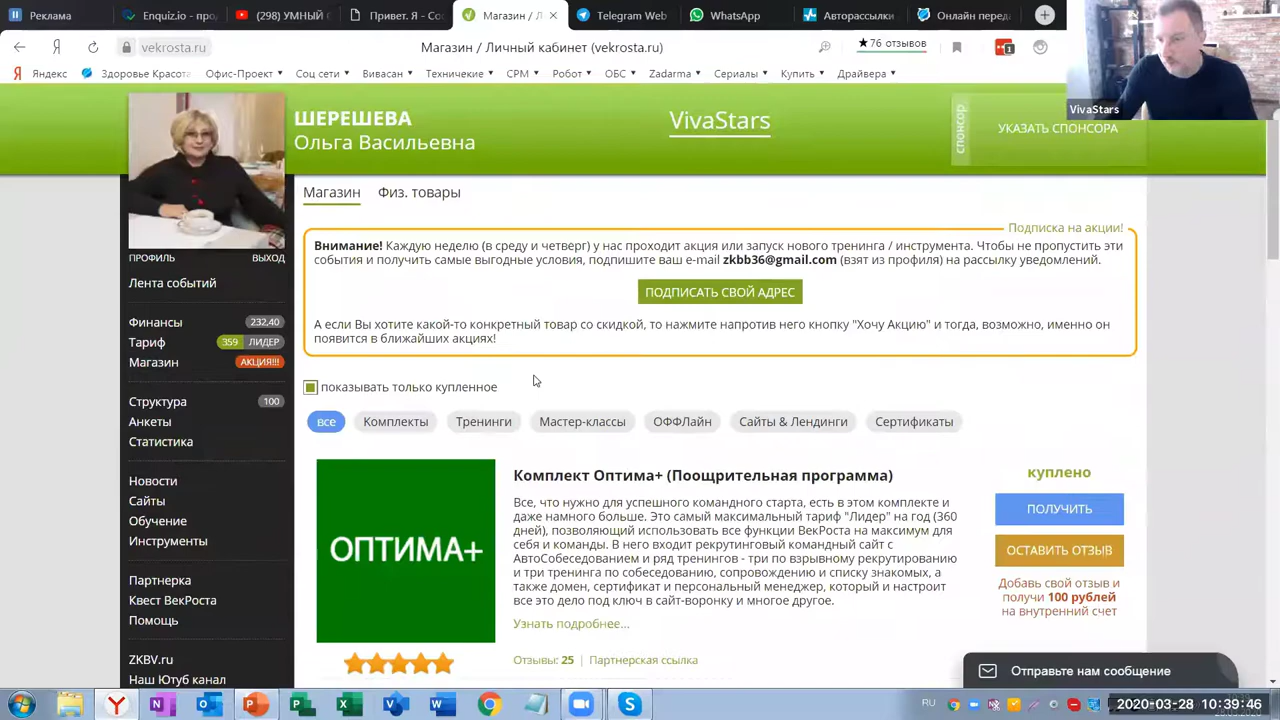 Реклама
Enquiz.io - про
(298) УМНЫЙ
Привет. Я - Со
Магазин / Л
Telegram Web
WhatsApp
Авторассылки
Онлайн перед
vekrosta.ru
Магазин / Личный кабинет (vekrosta.ru)
★76 отзывов
Яндекс
Здоровье Красота
Офис-Проект
Соц сети
Вивасан
Техничекие
СРМ
Робот
ОБС
Zadarma
Сериалы
Купить
Драйвера
VivaStars
ШЕРЕШЕВА
Ольга Васильевна
VivaStars
спонсор
УКАЗАТЬ СПОНСОРА
ПРОФИЛЬ
ВЫХОД
Лента событий
Финансы 232,40
Тариф 359 ЛИДЕР
Магазин АКЦИЯ!!!
Структура 100
Анкеты
Статистика
Новости
Сайты
Обучение
Инструменты
Партнерка
Квест ВекРоста
Помощь
ZKBV.ru
Наш Ютуб канал
Магазин Физ. товары
Подписка на акции!
Внимание! Каждую неделю (в среду и четверг) у нас проходит акция или запуск нового тренинга / инструмента. Чтобы не пропустить эти
события и получить самые выгодные условия, подпишите ваш e-mail zkbb36@gmail.com (взят из профиля) на рассылку уведомлений.
ПОДПИСАТЬ СВОЙ АДРЕС
А если Вы хотите какой-то конкретный товар со скидкой, то нажмите напротив него кнопку "Хочу Акцию" и тогда, возможно, именно он
появится в ближайших акциях!
показывать только купленное
все Комплекты Тренинги Мастер-классы ОФФЛайн Сайты & Лендинги Сертификаты
ОПТИМА+
Комплект Оптима+ (Поощрительная программа)
Все, что нужно для успешного командного старта, есть в этом комплекте и
даже намного больше. Это самый максимальный тариф "Лидер" на год (360
дней), позволяющий использовать все функции ВекРоста на максимум для
себя и команды. В него входит рекрутинговый командный сайт с
АвтоСобеседованием и ряд тренингов - три по взрывному рекрутированию
и три тренинга по собеседованию, сопровождению и списку знакомых, а
также домен, сертификат и персональный менеджер, который и настроит
все это дело под ключ в сайт-воронку и многое другое.
Узнать подробнее...
Отзывы: 25 | Партнерская ссылка
куплено
ПОЛУЧИТЬ
ОСТАВИТЬ ОТЗЫВ
Добавь свой отзыв и
получи 100 рублей
на внутренний счет
Отправьте нам сообщение
RU
2020-03-28 10:39:46